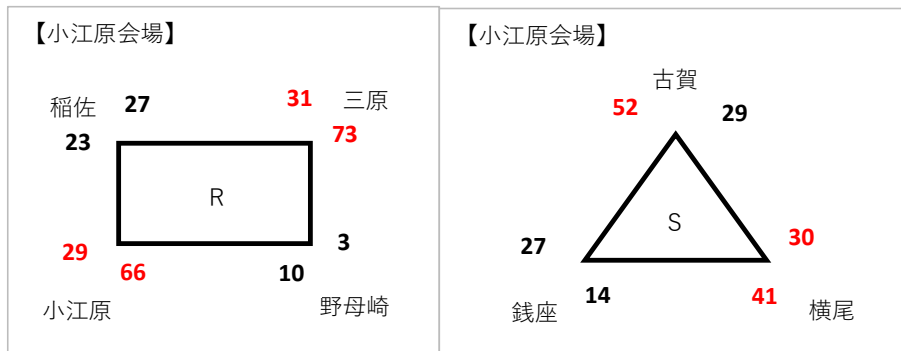 【小江原会場】
稲佐 27 31 三原
23 73
R
29 3
66 10
小江原 野母崎
【小江原会場】
古賀
52 29
S
27 30
14 41
銭座 横尾